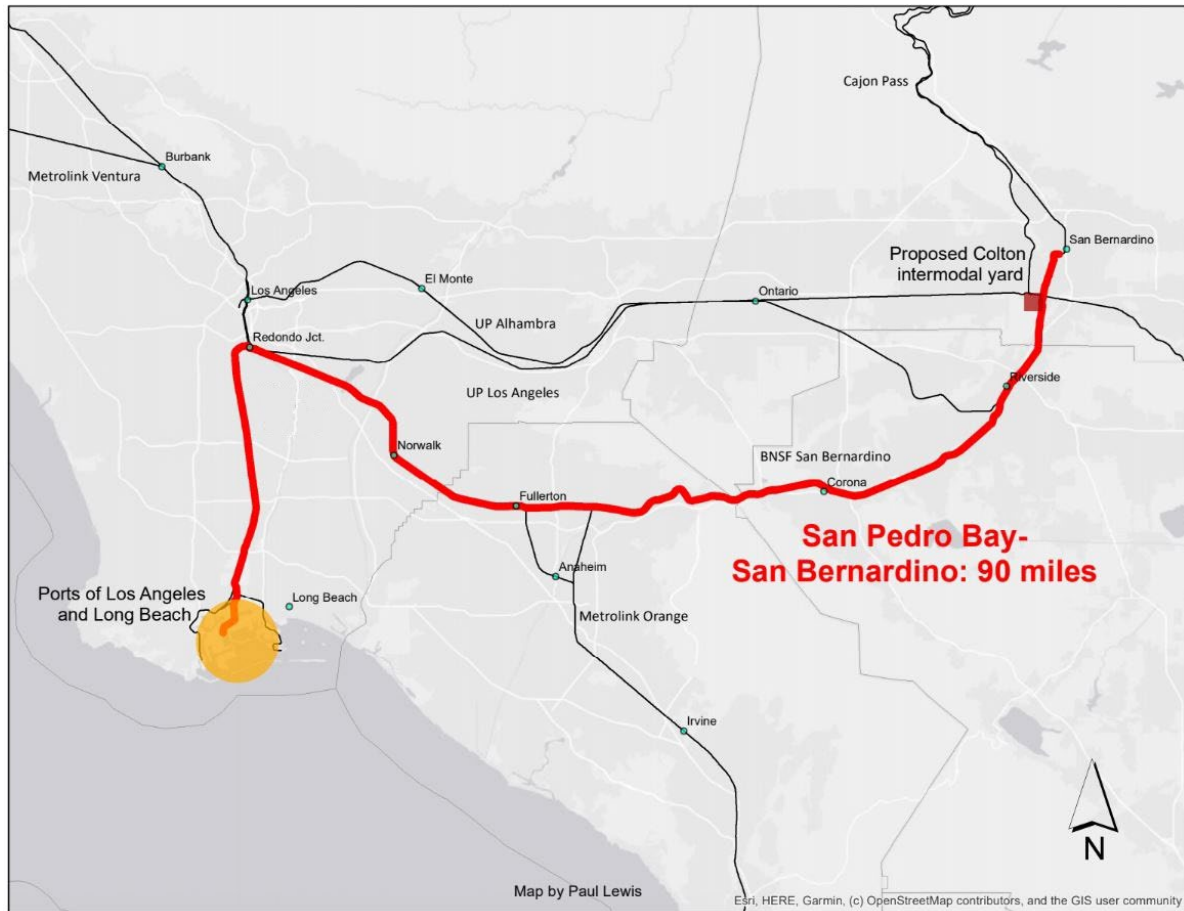 Cajon Pass
Burbank
Metrolink Ventura
San Bernardino
Proposed Colton
intermodal yard
El Monte
Los Angeles
Ontario
UP Alhambra
Redondo Jct.
Riverside
UP Los Angeles
Norwalk
BNSF San Bernardino
Corona
Fullerton
San Pedro Bay-
San Bernardino: 90 miles
Anaheim
Ports of Los Angeles
and Long Beach
Long Beach
Metrolink Orange
Irvine
N
Map by Paul Lewis
Esri, HERE, Garmin, (c) OpenStreetMap contributors, and the GIS user community